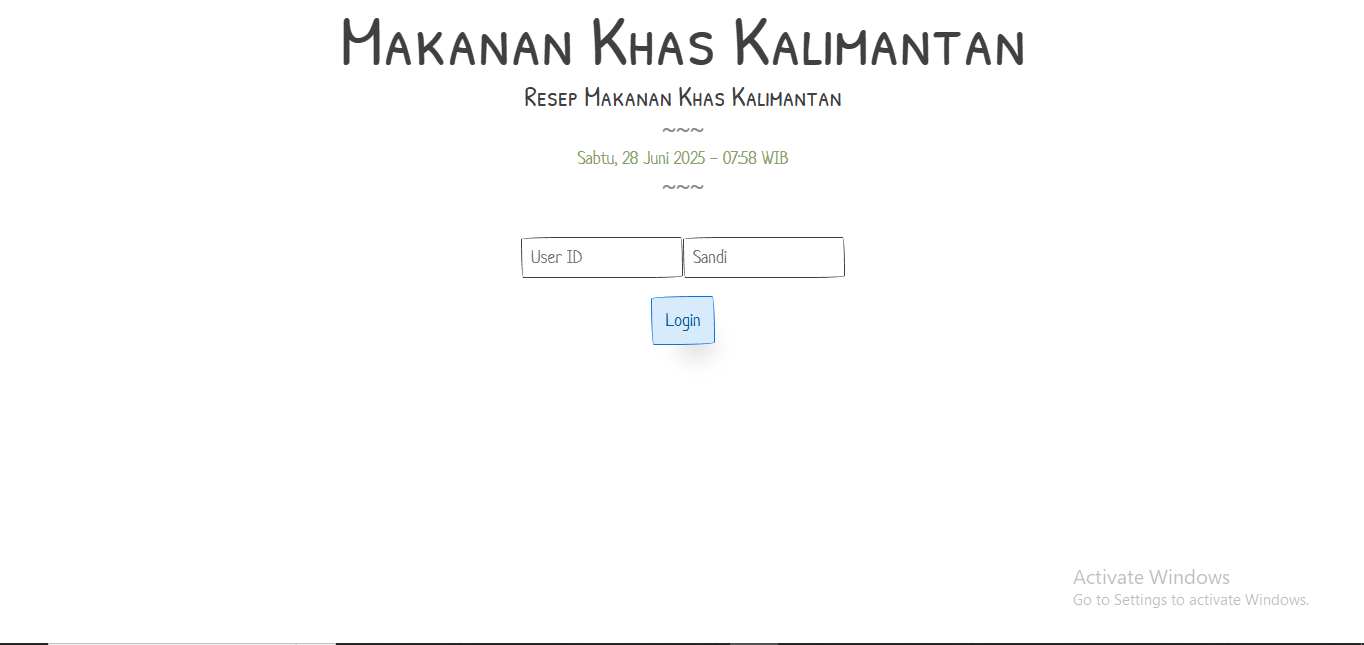 Makanan Khas Kalimantan
Resep Makanan Khas Kalimantan
~~~
Sabtu, 28 Juni 2025 – 07:58 WIB
~~~
User ID Sandi
Login
Activate Windows
Go to Settings to activate Windows.